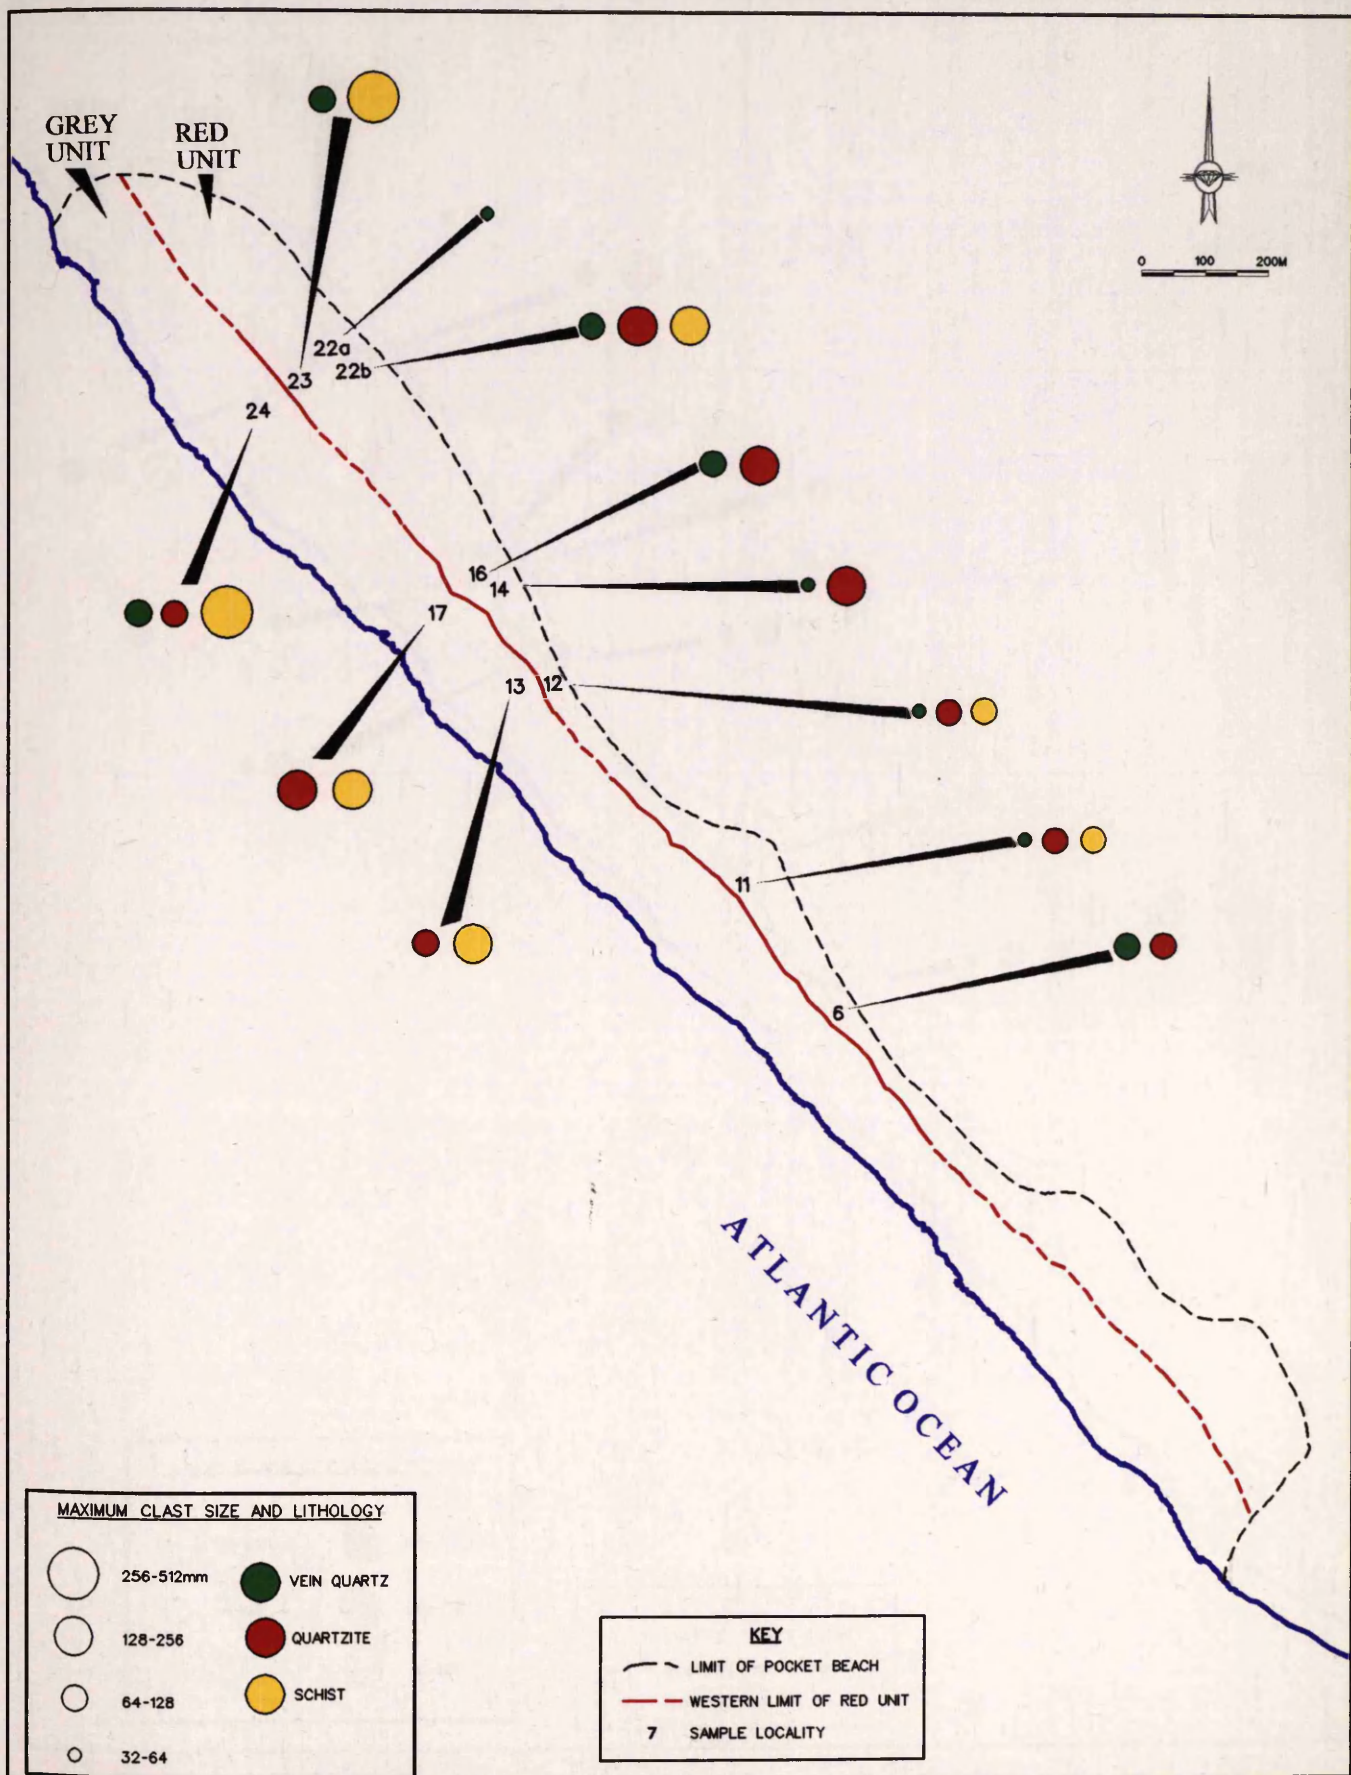 GREY
UNIT
RED
UNIT
0 100 200M
22a
22b
23
24
16
14
17
13
12
11
6
ATLANTIC OCEAN
MAXIMUM CLAST SIZE AND LITHOLOGY
256-512mm
VEIN QUARTZ
128-256
QUARTZITE
64-128
SCHIST
32-64
KEY
LIMIT OF POCKET BEACH
WESTERN LIMIT OF RED UNIT
7 SAMPLE LOCALITY